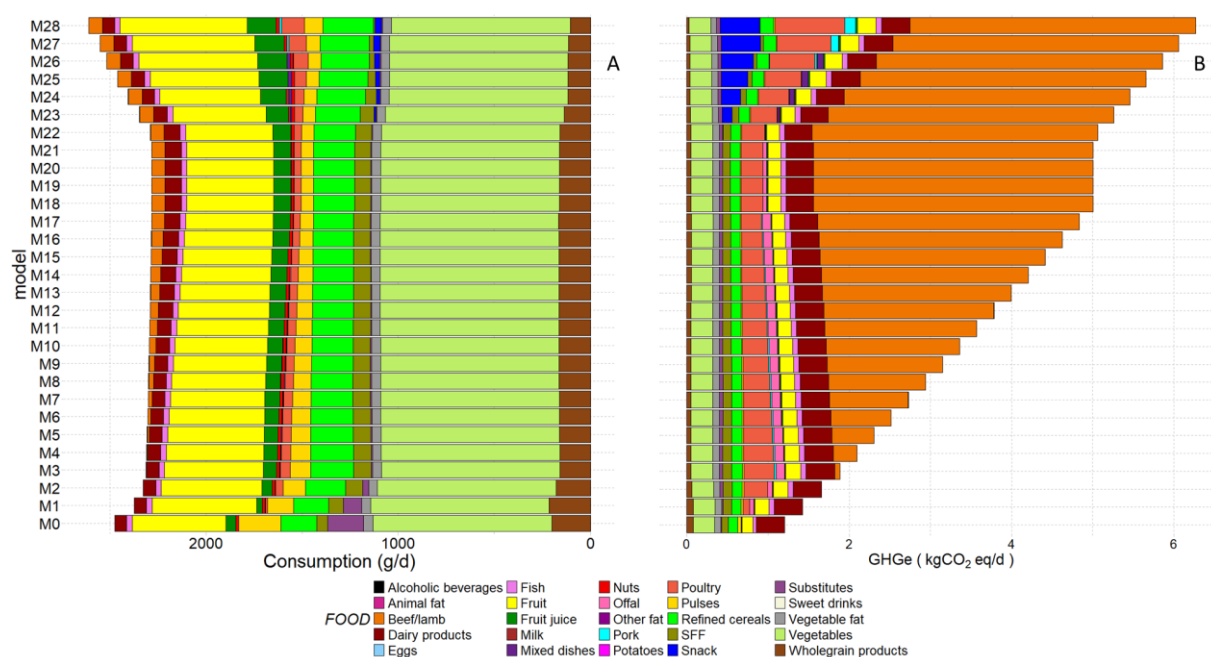 M28
M27
M26
M25
M24
M23
M22
M21
M20
M19
M18
M17
M16
M15
M14
M13
M12
M11
M10
M9
M8
M7
M6
M5
M4
M3
M2
M1
M0
model
A
B
2000 1000 0
Consumption (g/d)
0 2 4 6
GHGe ( kgCO₂ eq/d )
FOOD
Alcoholic beverages Fish Nuts Poultry Substitutes
Animal fat Fruit Offal Pulses Sweet drinks
Beef/lamb Fruit juice Other fat Refined cereals Vegetable fat
Dairy products Milk Pork SFF Vegetables
Eggs Mixed dishes Potatoes Snack Wholegrain products